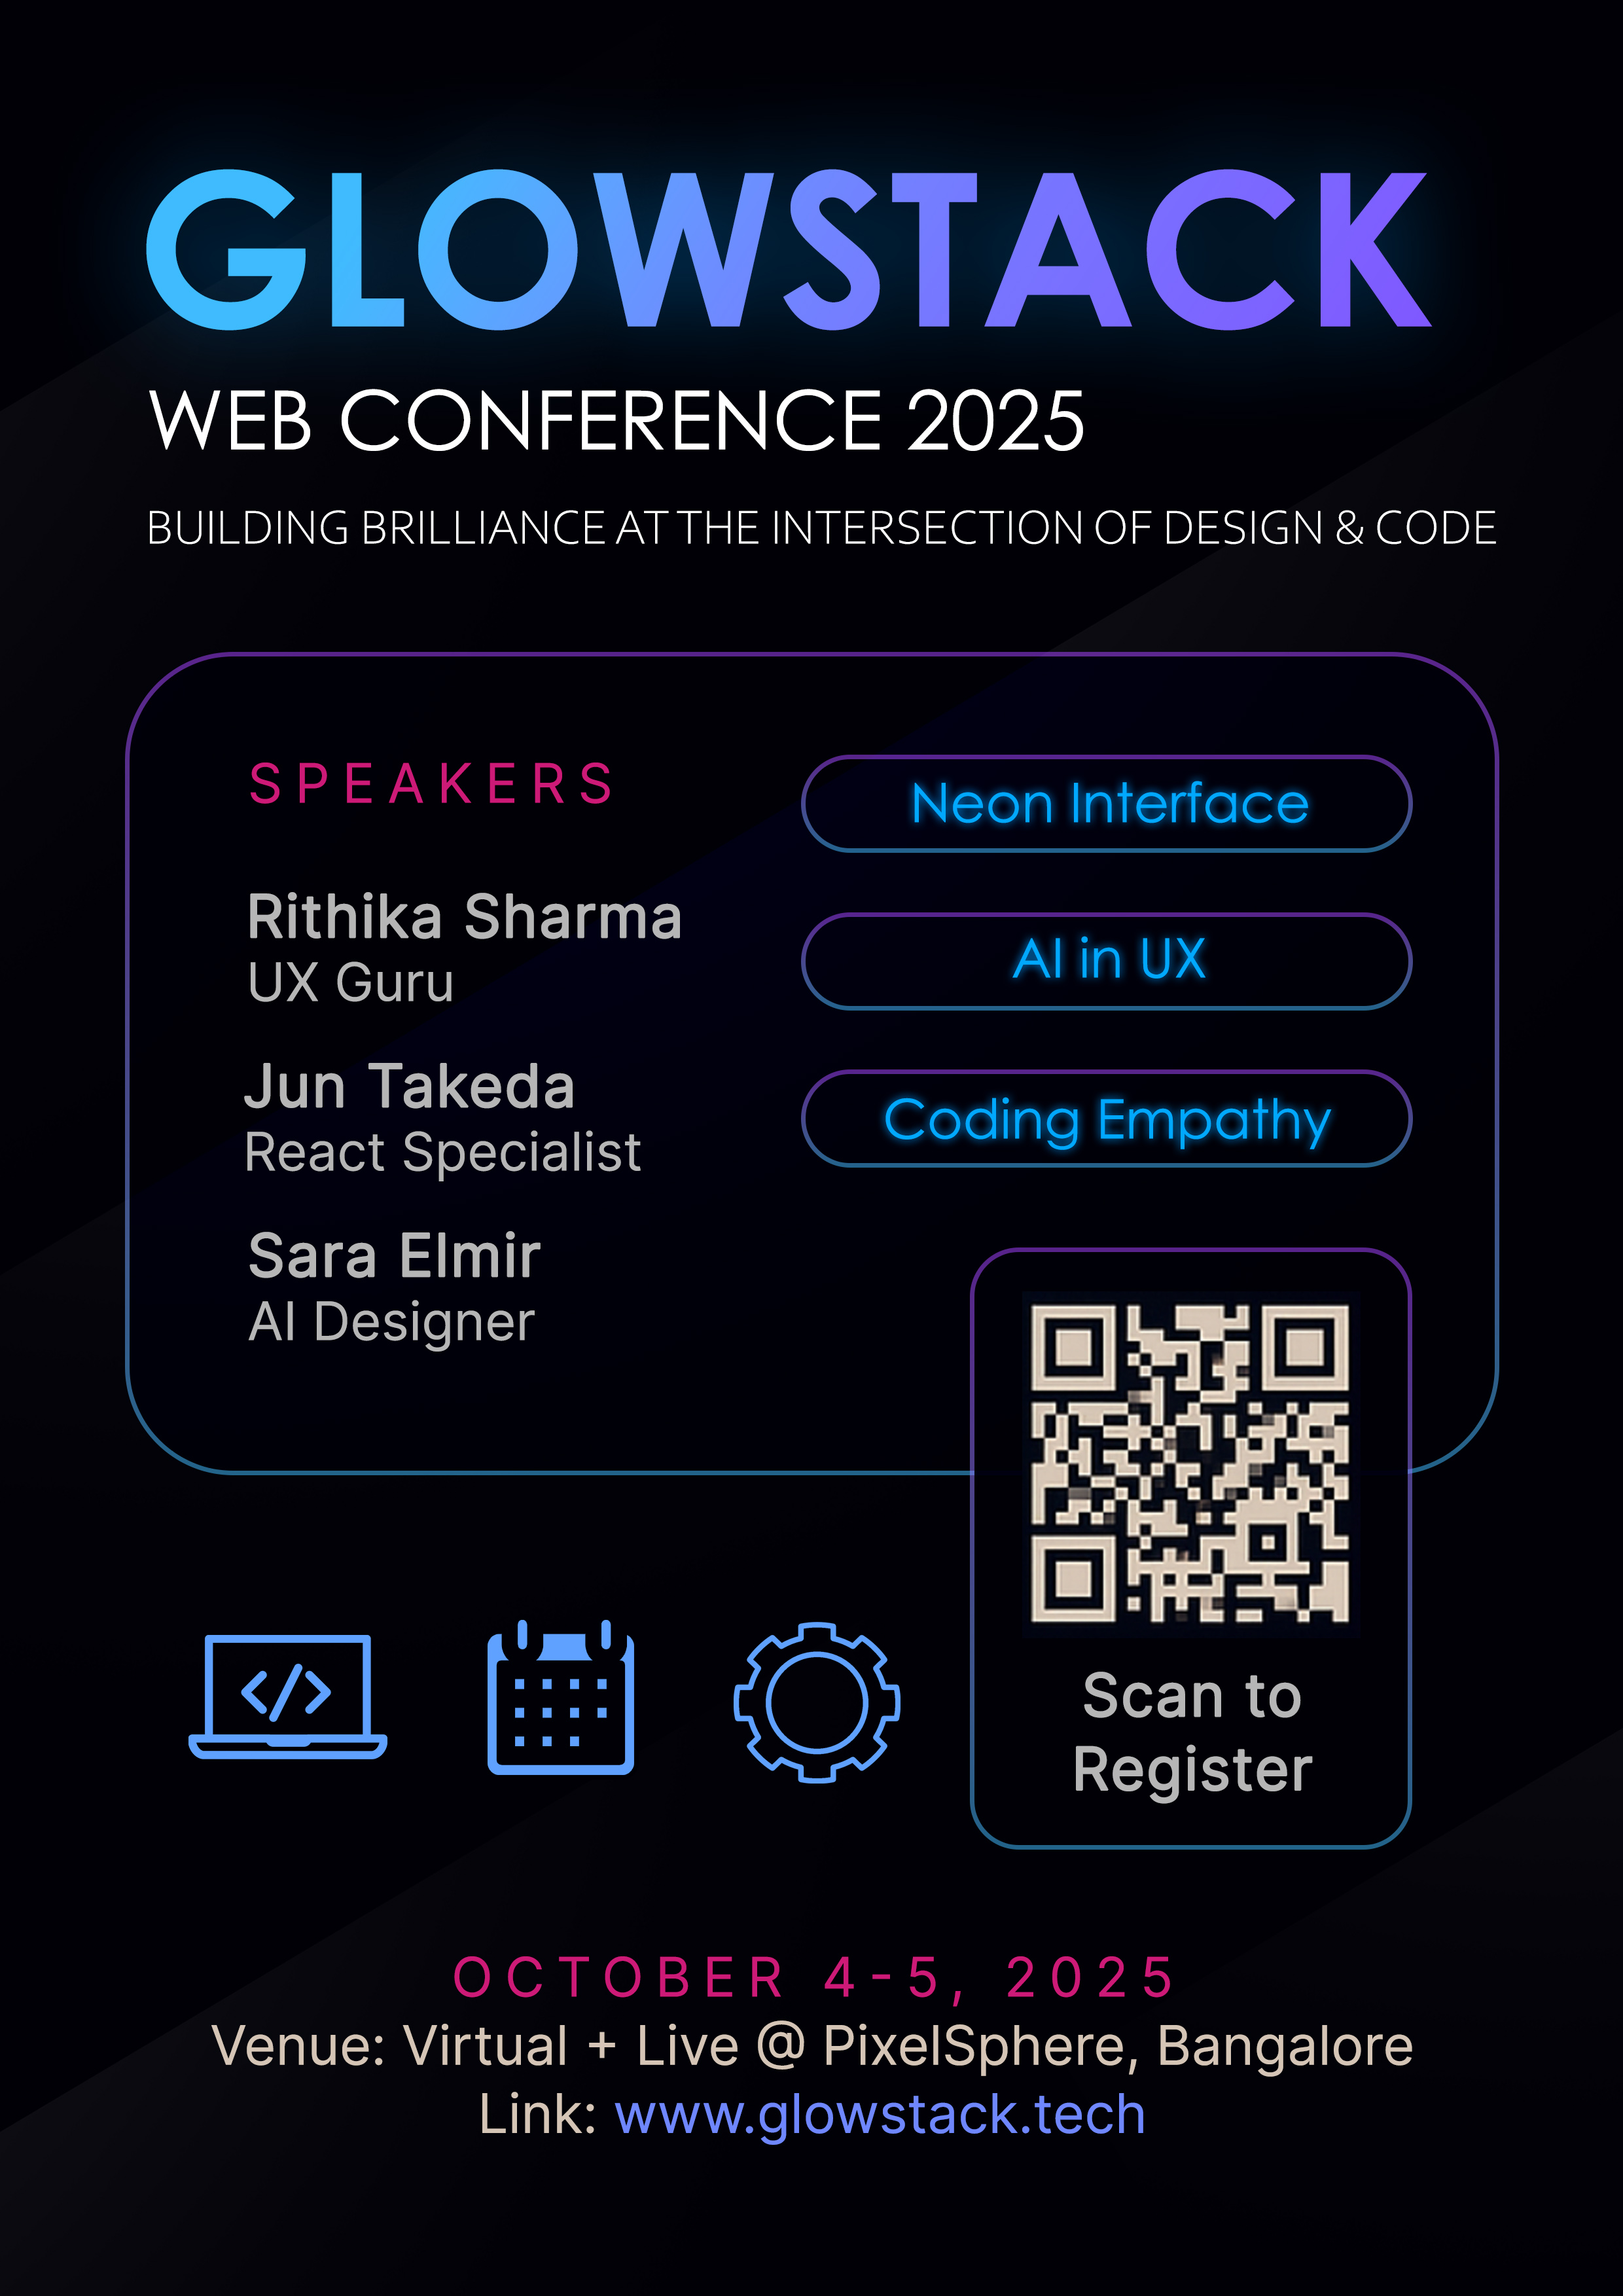 GLOWSTACK
WEB CONFERENCE 2025
BUILDING BRILLIANCE AT THE INTERSECTION OF DESIGN & CODE
SPEAKERS
Rithika Sharma
UX Guru
Jun Takeda
React Specialist
Sara Elmir
AI Designer
Neon Interface
AI in UX
Coding Empathy
Scan to
Register
OCTOBER 4-5, 2025
Venue: Virtual + Live @ PixelSphere, Bangalore
Link: www.glowstack.tech